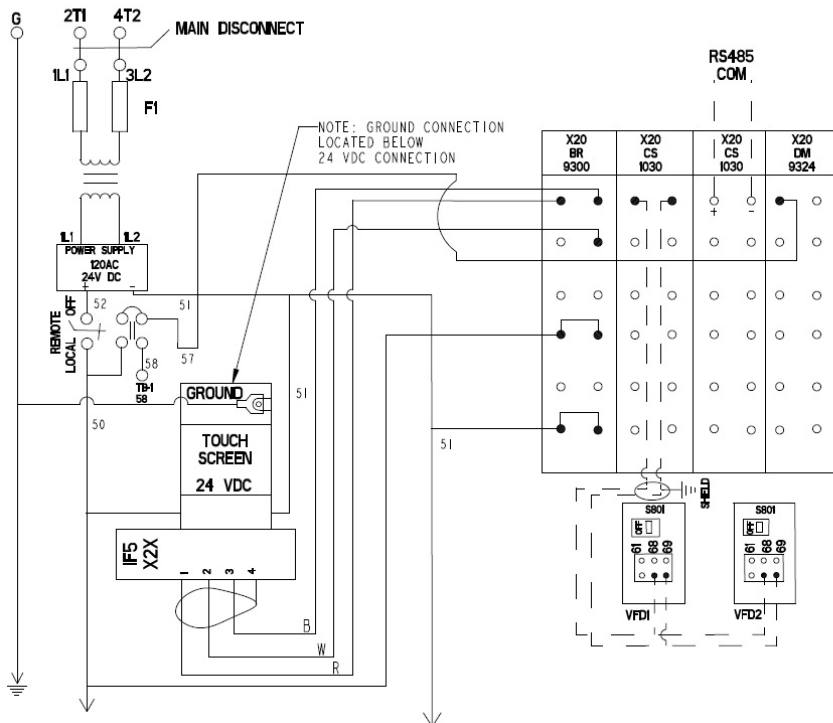 G
2T1 4T2
MAIN DISCONNECT
1L1 3L2
F1
NOTE: GROUND CONNECTION
LOCATED BELOW
24 VDC CONNECTION
RS485
COM
X20
BR
9300
X20
CS
1030
X20
CS
1030
X20
DM
9324
+ -
1L1 1L2
POWER SUPPLY
120AC
24V DC
+ -
52
51
OFF
REMOTE
LOCAL
58
57
TB-1
58
50
51
51
GROUND
TOUCH
SCREEN
24 VDC
IF5
X2X
1 2 3 4
B
W
R
SHIELD
S801
OFF
61 68 69
VFD1
S801
OFF
61 68 69
VFD2